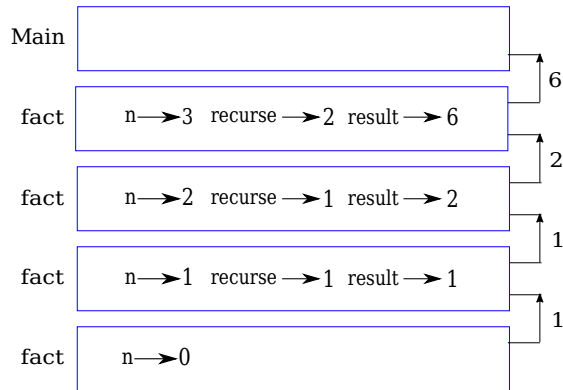 Main
6
fact n 3 recurse 2 result 6
2
fact n 2 recurse 1 result 2
1
fact n 1 recurse 1 result 1
1
fact n 0